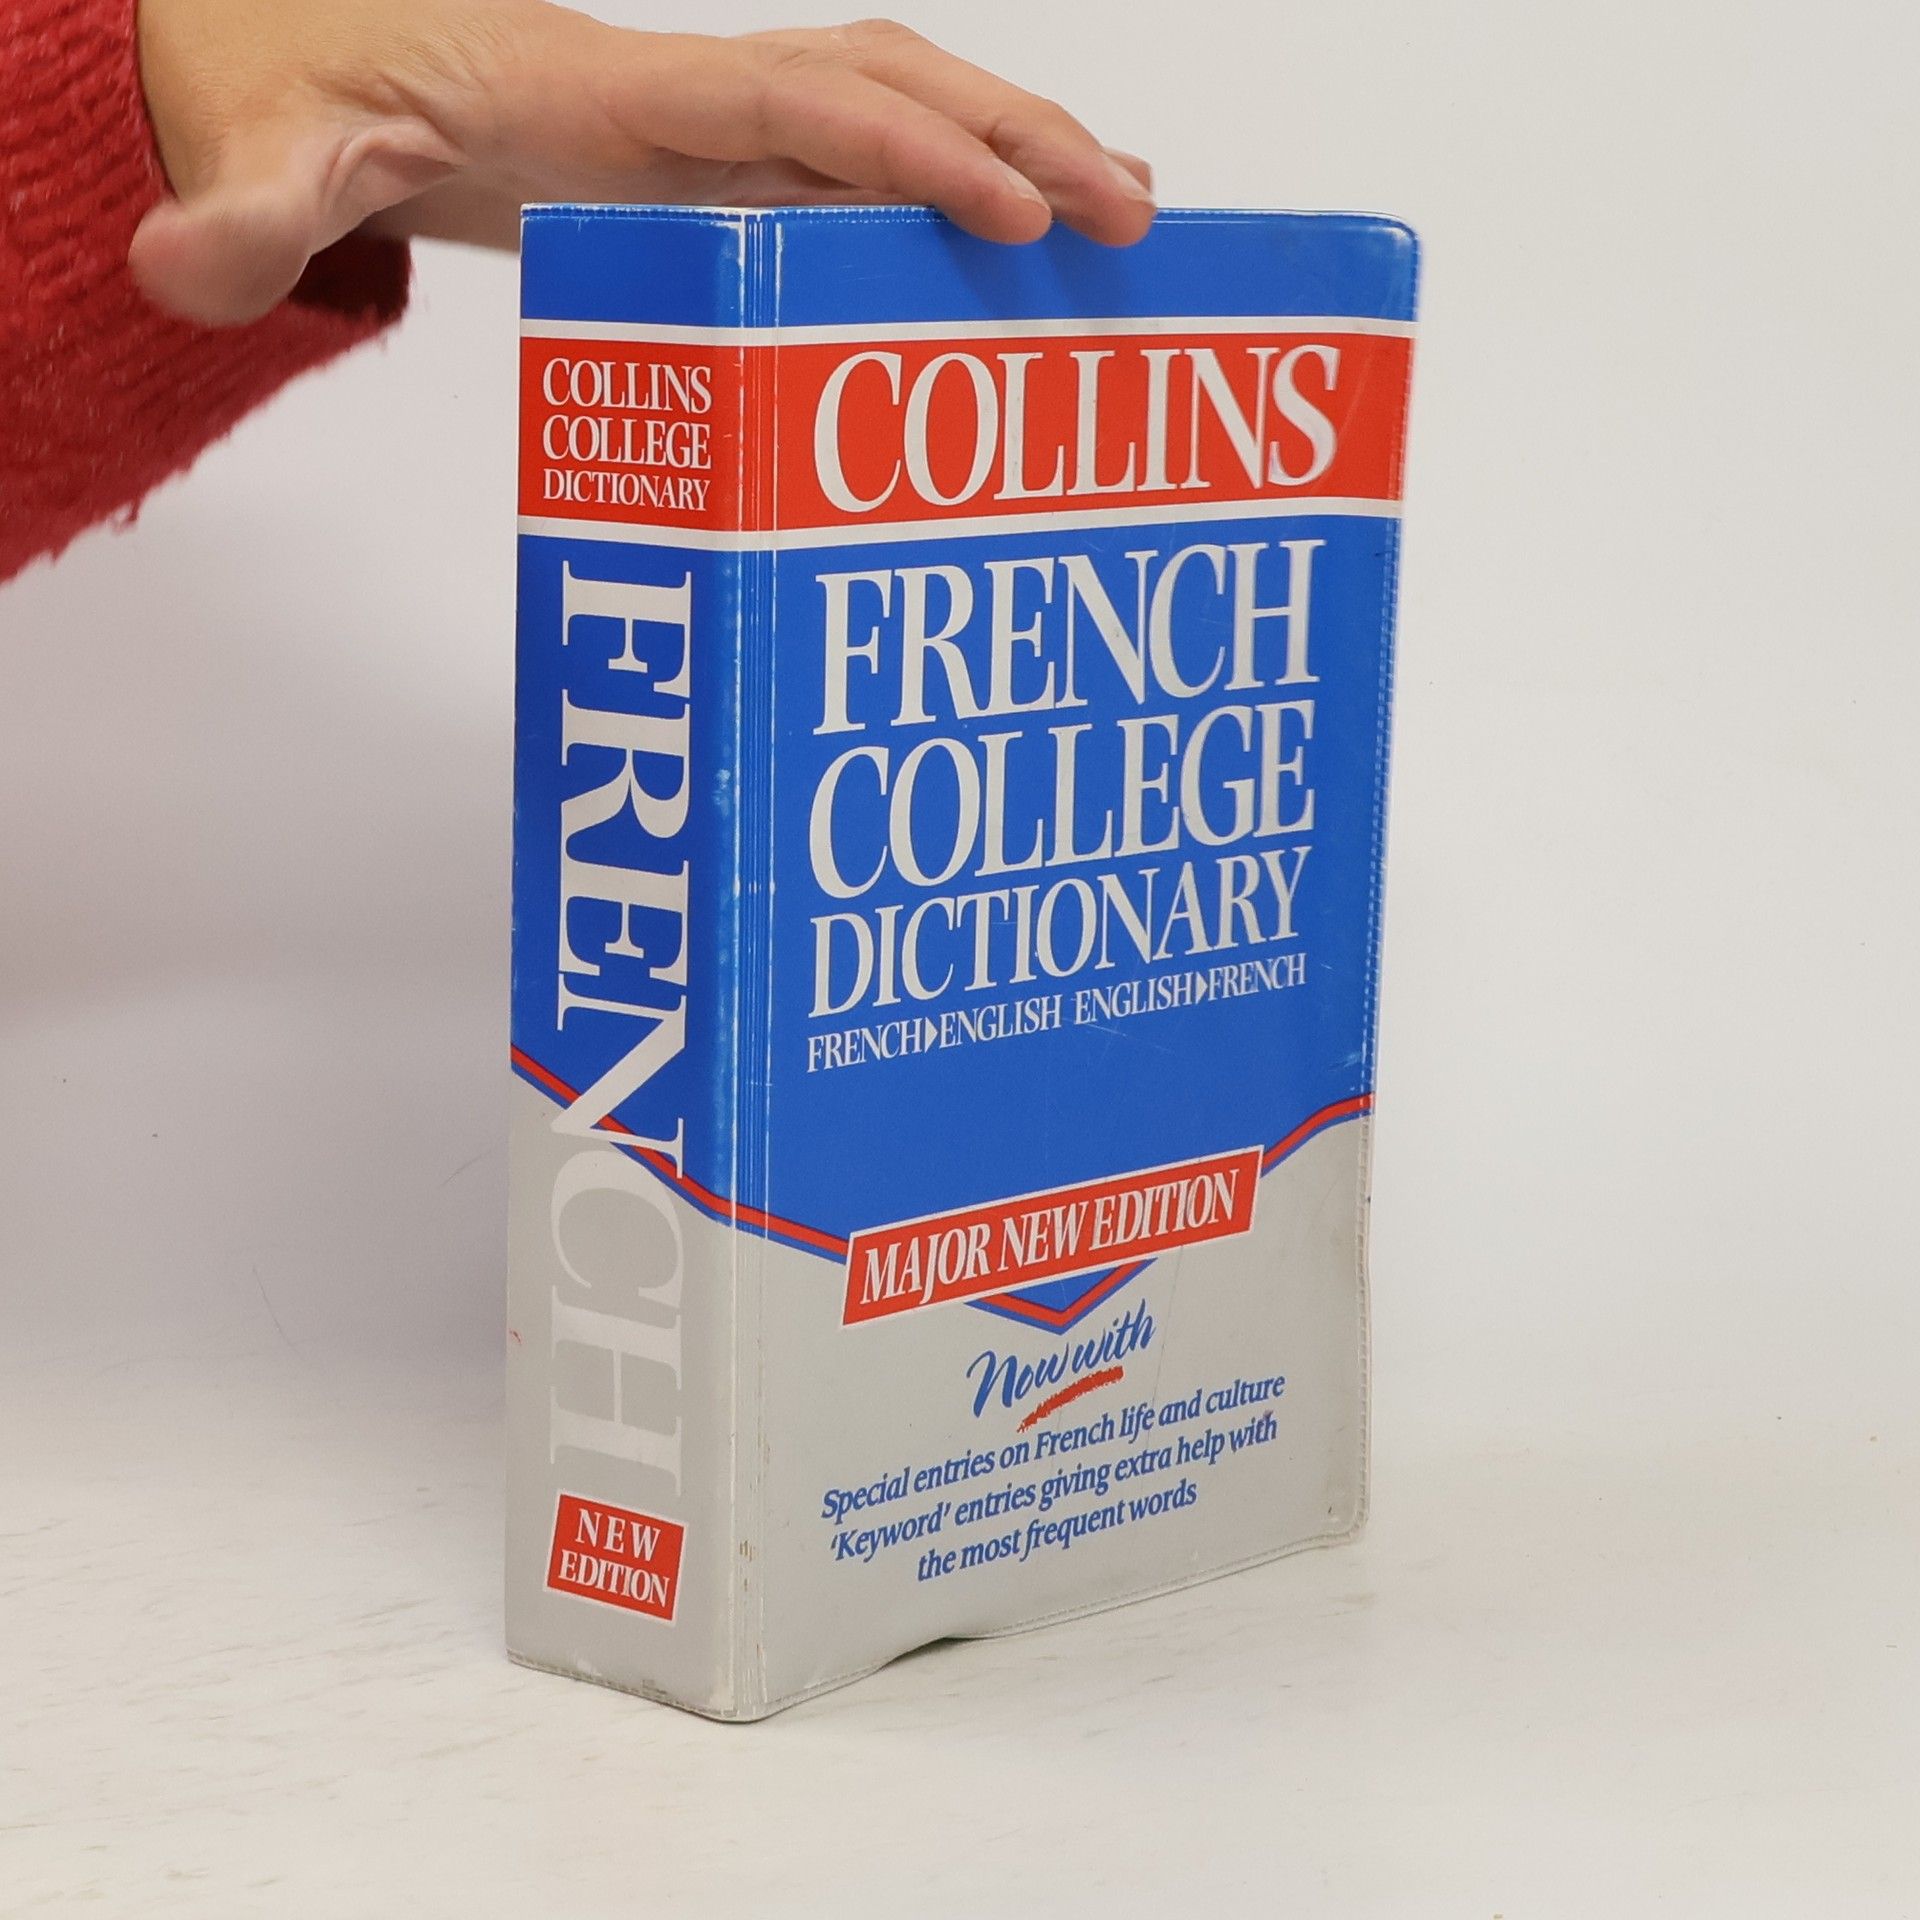 COLLINS
COLLEGE
DICTIONARY
FRENCH
NEW
EDITION
COLLINS
FRENCH
COLLEGE
DICTIONARY
FRENCH▶ENGLISH ENGLISH▶FRENCH
MAJOR NEW EDITION
Now with
Special entries on French life and culture
‘Keyword’ entries giving extra help with
the most frequent words